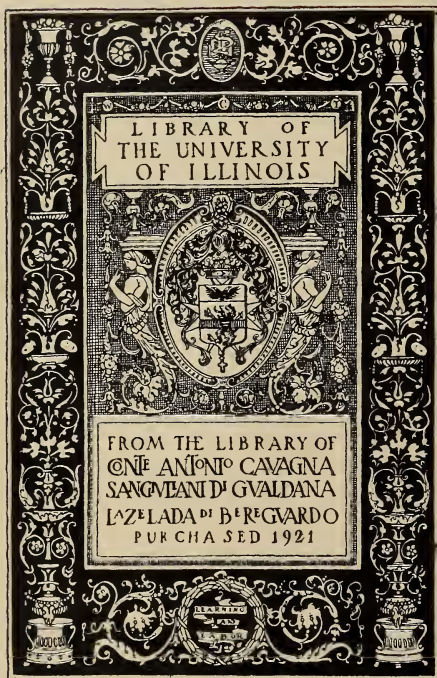 LIBRARY OF
THE UNIVERSITY
OF ILLINOIS
FROM THE LIBRARY OF
CONTE ANTONIO CAVAGNA
SANGIULIANI DI GUALDANA
LAZELADA DI BEREGUARDO
PURCHASED 1921
LEARNING
AND
LABOR